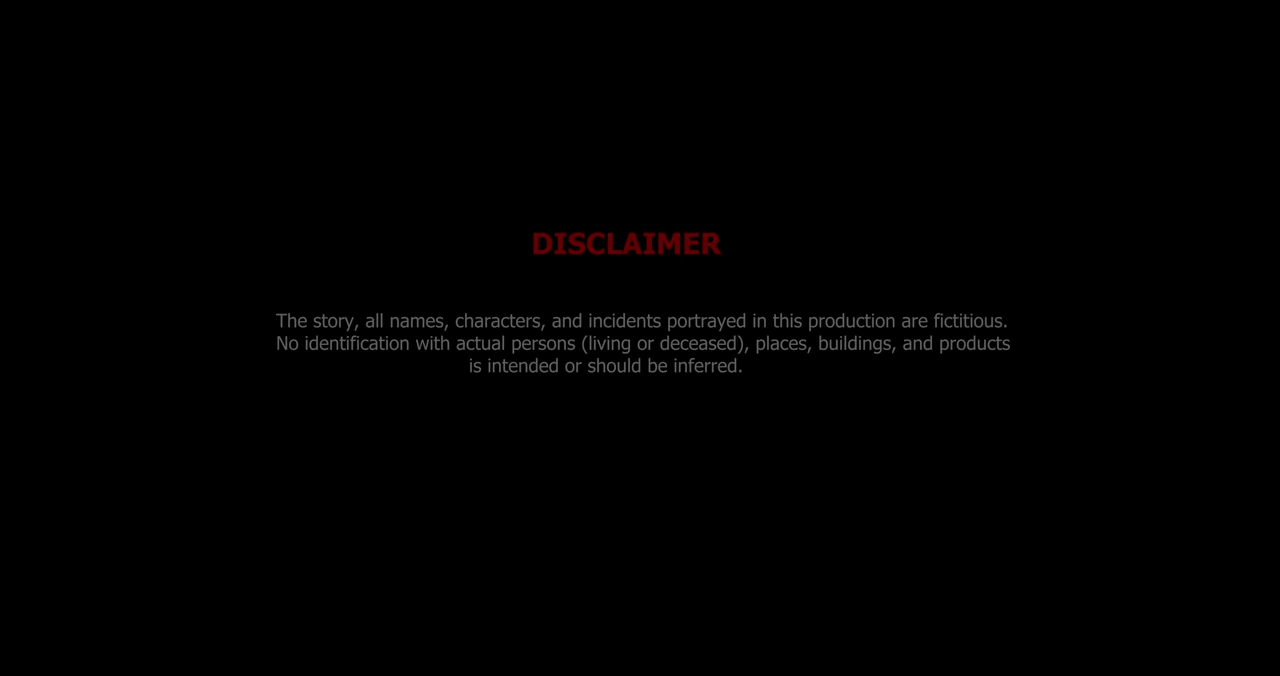 DISCLAIMER
The story, all names, characters, and incidents portrayed in this production are fictitious.
No identification with actual persons (living or deceased), places, buildings, and products
is intended or should be inferred.